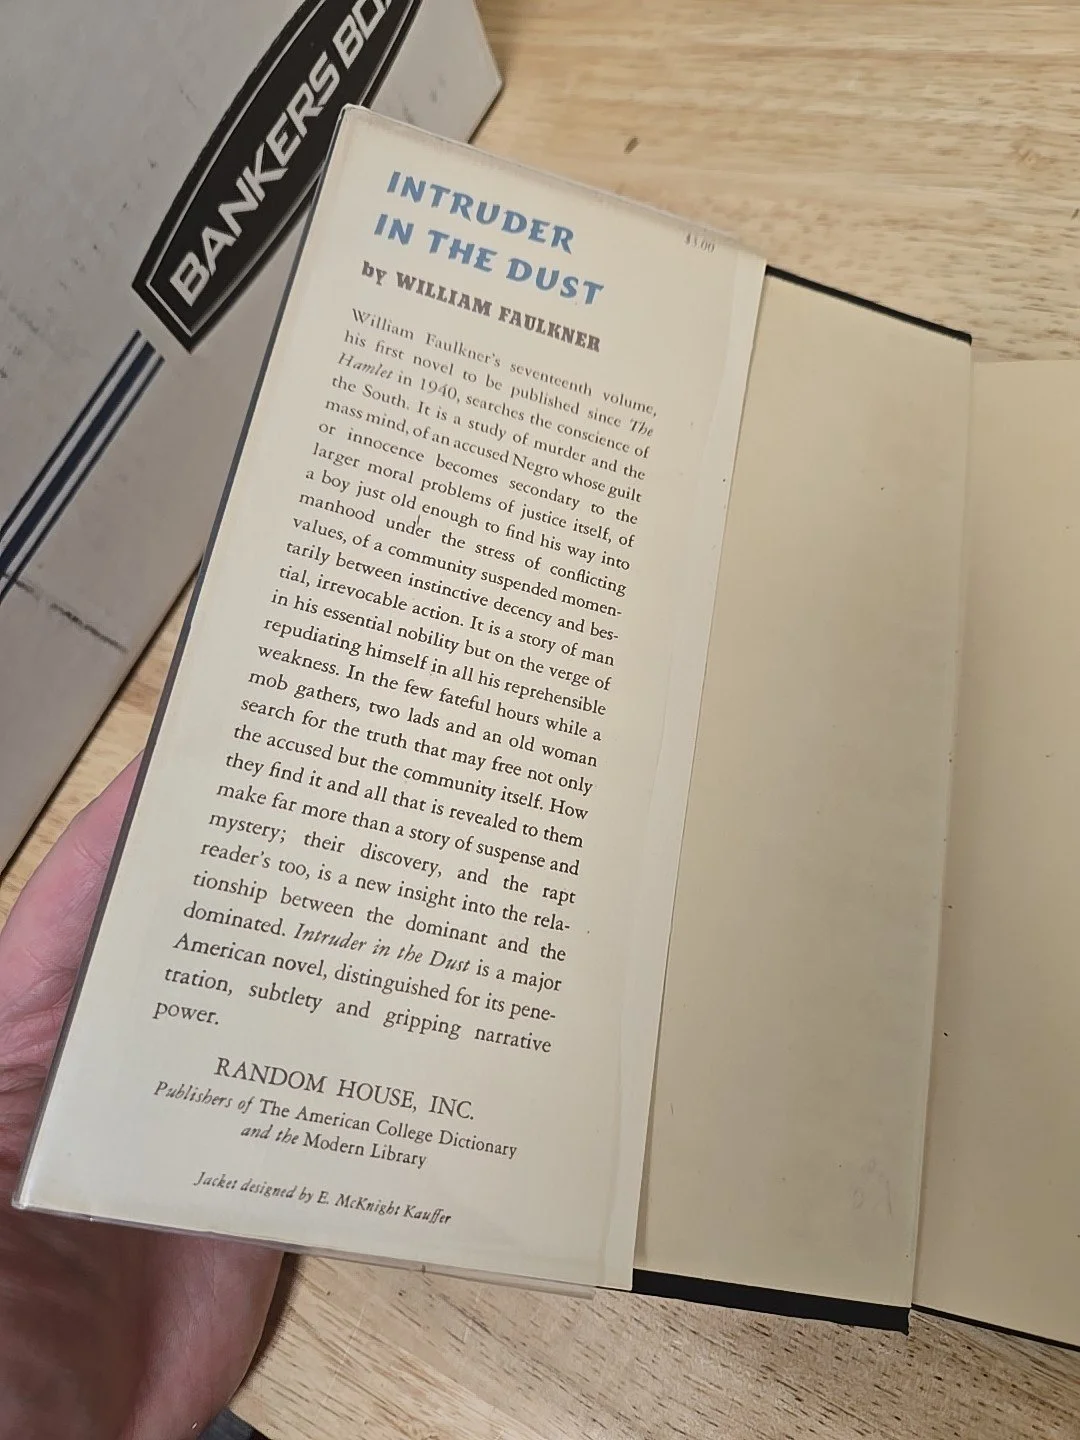 BANKERS BOX
INTRUDER
IN THE DUST
$3.00
by WILLIAM FAULKNER
William Faulkner's seventeenth volume,
his first novel to be published since The
Hamlet in 1940, searches the conscience of
the South. It is a study of murder and the
mass mind, of an accused Negro whose guilt
or innocence becomes secondary to the
larger moral problems of justice itself, of
a boy just old enough to find his way into
manhood under the stress of conflicting
values, of a community suspended momen-
tarily between instinctive decency and bes-
tial, irrevocable action. It is a story of man
in his essential nobility but on the verge of
repudiating himself in all his reprehensible
weakness. In the few fateful hours while a
mob gathers, two lads and an old woman
search for the truth that may free not only
the accused but the community itself. How
they find it and all that is revealed to them
make far more than a story of suspense and
mystery; their discovery, and the rapt
reader's too, is a new insight into the rela-
tionship between the dominant and the
dominated. Intruder in the Dust is a major
American novel, distinguished for its pene-
tration, subtlety and gripping narrative
power.
RANDOM HOUSE, INC.
Publishers of The American College Dictionary
and the Modern Library
Jacket designed by E. McKnight Kauffer